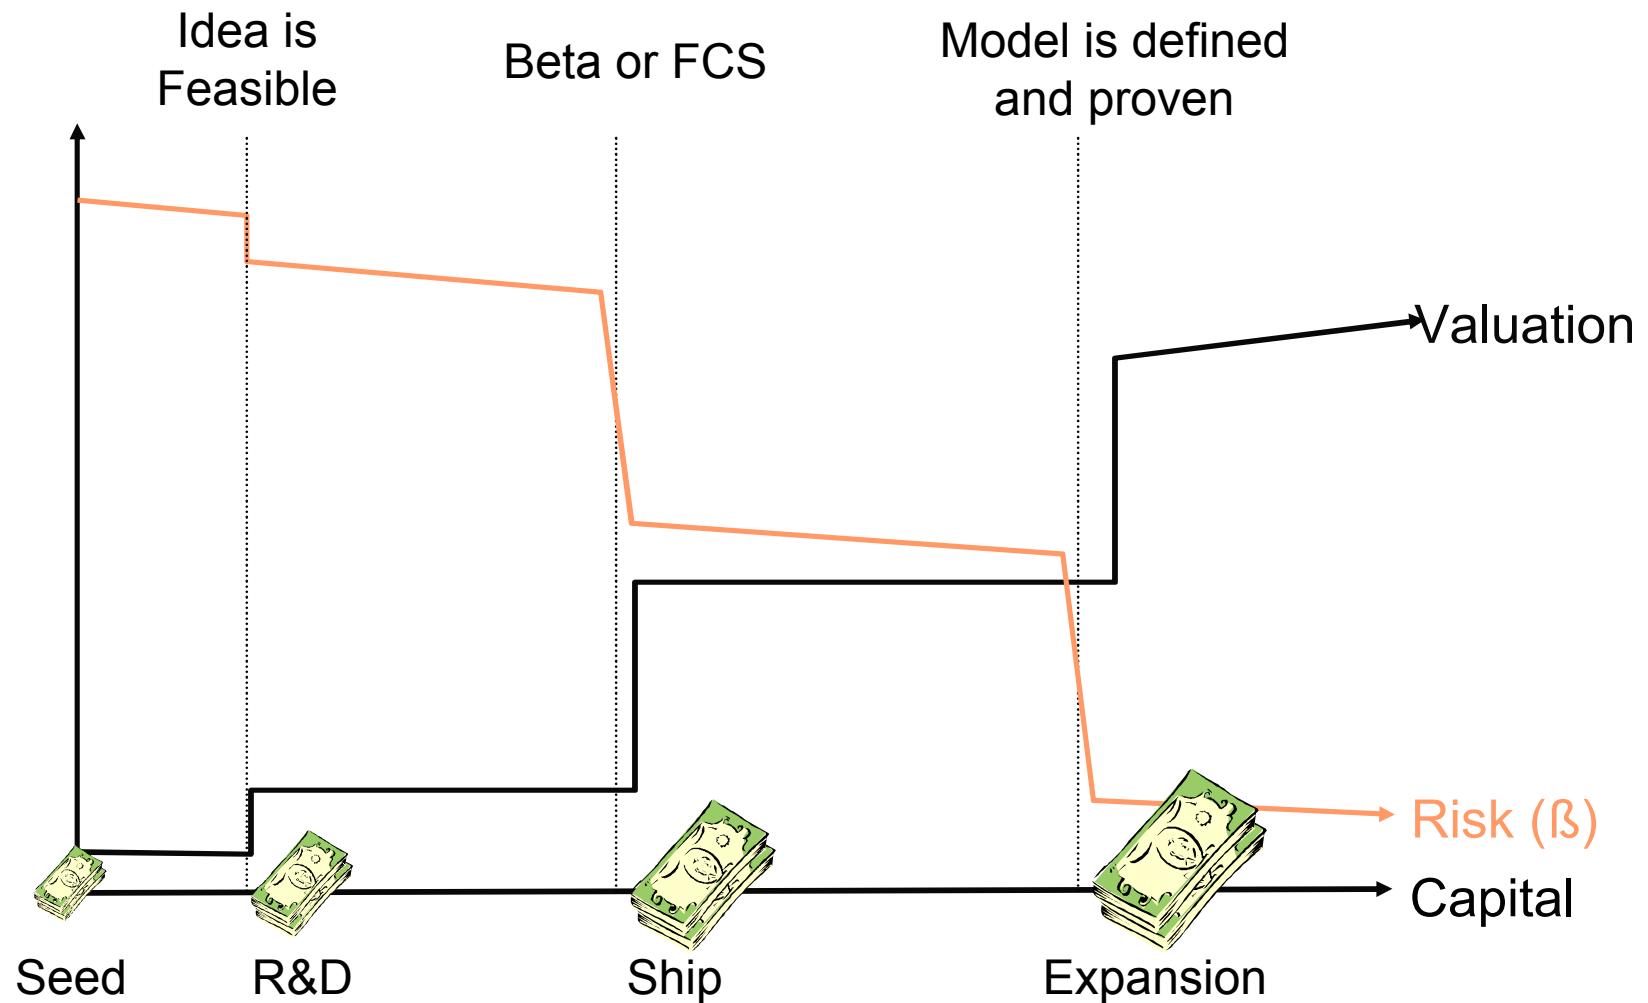 Idea is
Feasible
Beta or FCS
Model is defined
and proven
Valuation
Risk (ß)
Capital
Seed
R&D
Ship
Expansion